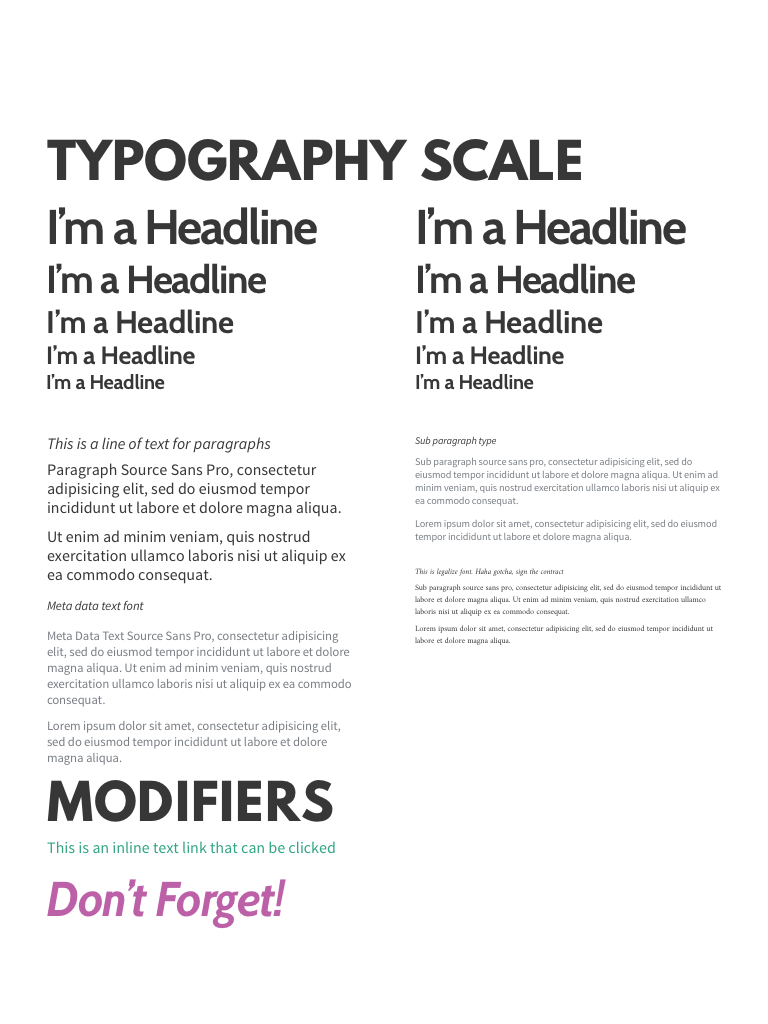 TYPOGRAPHY SCALE
I’m a Headline
I’m a Headline
I’m a Headline
I’m a Headline
I’m a Headline
I’m a Headline
I’m a Headline
I’m a Headline
I’m a Headline
I’m a Headline
This is a line of text for paragraphs
Paragraph Source Sans Pro, consectetur
adipisicing elit, sed do eiusmod tempor
incididunt ut labore et dolore magna aliqua.
Ut enim ad minim veniam, quis nostrud
exercitation ullamco laboris nisi ut aliquip ex
ea commodo consequat.
Meta data text font
Meta Data Text Source Sans Pro, consectetur adipisicing
elit, sed do eiusmod tempor incididunt ut labore et dolore
magna aliqua. Ut enim ad minim veniam, quis nostrud
exercitation ullamco laboris nisi ut aliquip ex ea commodo
consequat.
Lorem ipsum dolor sit amet, consectetur adipisicing elit,
sed do eiusmod tempor incididunt ut labore et dolore
magna aliqua.
Sub paragraph type
Sub paragraph source sans pro, consectetur adipisicing elit, sed do
eiusmod tempor incididunt ut labore et dolore magna aliqua. Ut enim ad
minim veniam, quis nostrud exercitation ullamco laboris nisi ut aliquip ex
ea commodo consequat.
Lorem ipsum dolor sit amet, consectetur adipisicing elit, sed do eiusmod
tempor incididunt ut labore et dolore magna aliqua.
This is legalize font. Haha gotcha, sign the contract
Sub paragraph source sans pro, consectetur adipisicing elit, sed do eiusmod tempor incididunt ut
labore et dolore magna aliqua. Ut enim ad minim veniam, quis nostrud exercitation ullamco
laboris nisi ut aliquip ex ea commodo consequat.
Lorem ipsum dolor sit amet, consectetur adipisicing elit, sed do eiusmod tempor incididunt ut
labore et dolore magna aliqua.
MODIFIERS
This is an inline text link that can be clicked
Don’t Forget!